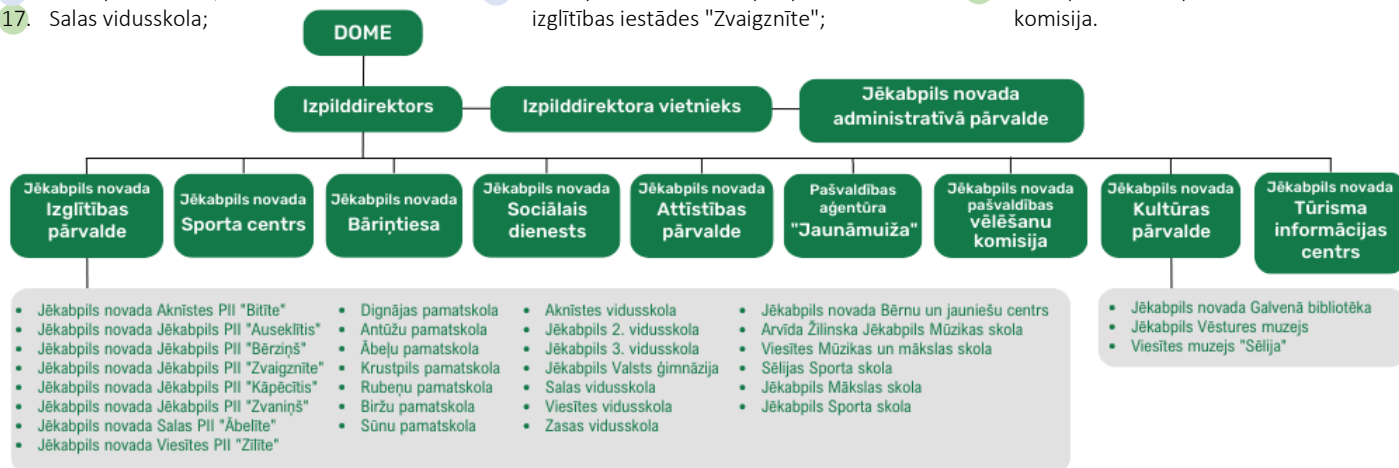 17. Salas vidusskola;
izglītības iestādes "Zvaigznīte";
komisija.
DOME
Izpilddirektors
Izpilddirektora vietnieks
Jēkabpils novada
administratīvā pārvalde
Jēkabpils novada
Izglītības
pārvalde
Jēkabpils novada
Sporta centrs
Jēkabpils novada
Bāriņtiesa
Jēkabpils novada
Sociālais
dienests
Jēkabpils novada
Attīstības
pārvalde
Pašvaldības
aģentūra
"Jaunāmuiža"
Jēkabpils novada
pašvaldības
vēlēšanu
komisija
Jēkabpils novada
Kultūras
pārvalde
Jēkabpils novada
Tūrisma
informācijas
centrs
• Jēkabpils novada Aknīstes PII "Bitīte"
• Jēkabpils novada Jēkabpils PII "Auseklītis"
• Jēkabpils novada Jēkabpils PII "Bērziņš"
• Jēkabpils novada Jēkabpils PII "Zvaigznīte"
• Jēkabpils novada Jēkabpils PII "Kāpēcītis"
• Jēkabpils novada Jēkabpils PII "Zvaniņš"
• Jēkabpils novada Salas PII "Ābelīte"
• Jēkabpils novada Viesītes PII "Zīlīte"
• Dignājas pamatskola
• Antūžu pamatskola
• Ābeļu pamatskola
• Krustpils pamatskola
• Rubeņu pamatskola
• Biržu pamatskola
• Sūnu pamatskola
• Aknīstes vidusskola
• Jēkabpils 2. vidusskola
• Jēkabpils 3. vidusskola
• Jēkabpils Valsts ģimnāzija
• Salas vidusskola
• Viesītes vidusskola
• Zasas vidusskola
• Jēkabpils novada Bērnu un jauniešu centrs
• Arvīda Žilinska Jēkabpils Mūzikas skola
• Viesītes Mūzikas un mākslas skola
• Sēlijas Sporta skola
• Jēkabpils Mākslas skola
• Jēkabpils Sporta skola
• Jēkabpils novada Galvenā bibliotēka
• Jēkabpils Vēstures muzejs
• Viesītes muzejs "Sēlija"